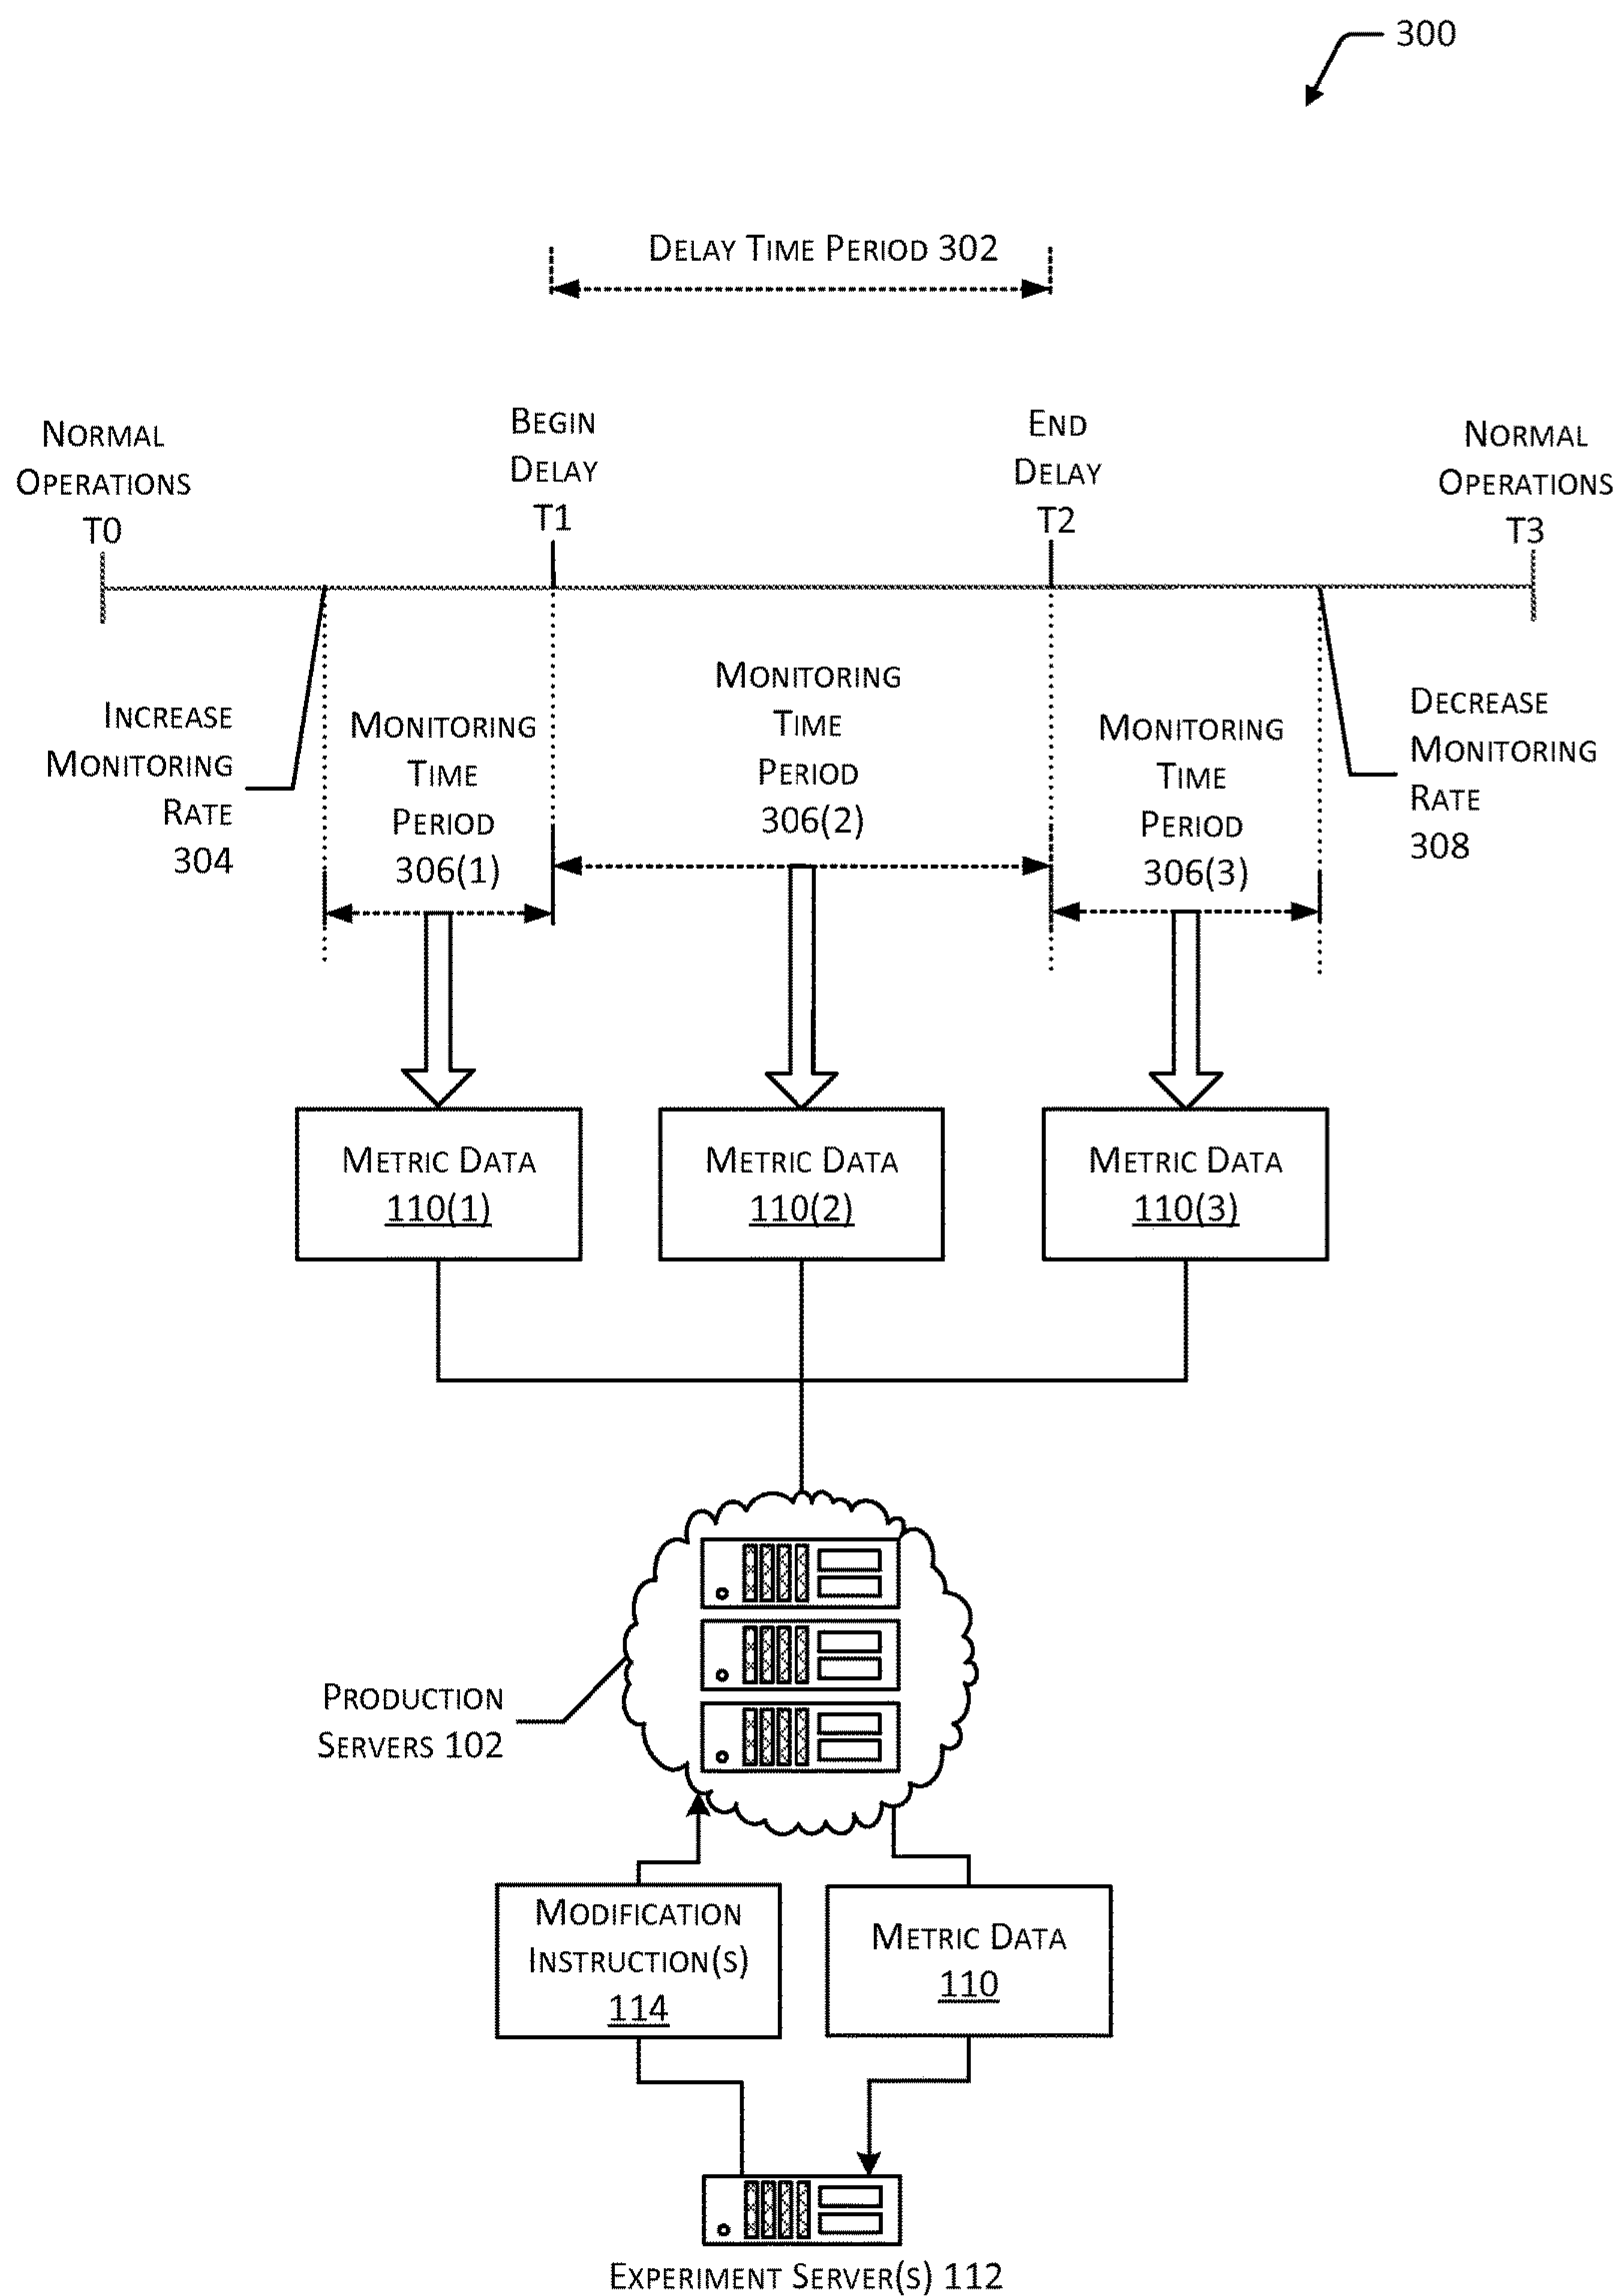 300
DELAY TIME PERIOD 302
NORMAL
OPERATIONS
T0
BEGIN
DELAY
T1
END
DELAY
T2
NORMAL
OPERATIONS
T3
INCREASE
MONITORING
RATE
304
MONITORING
TIME
PERIOD
306(1)
MONITORING
TIME
PERIOD
306(2)
MONITORING
TIME
PERIOD
306(3)
DECREASE
MONITORING
RATE
308
METRIC DATA
110(1)
METRIC DATA
110(2)
METRIC DATA
110(3)
PRODUCTION
SERVERS 102
MODIFICATION
INSTRUCTION(S)
114
METRIC DATA
110
EXPERIMENT SERVER(S) 112